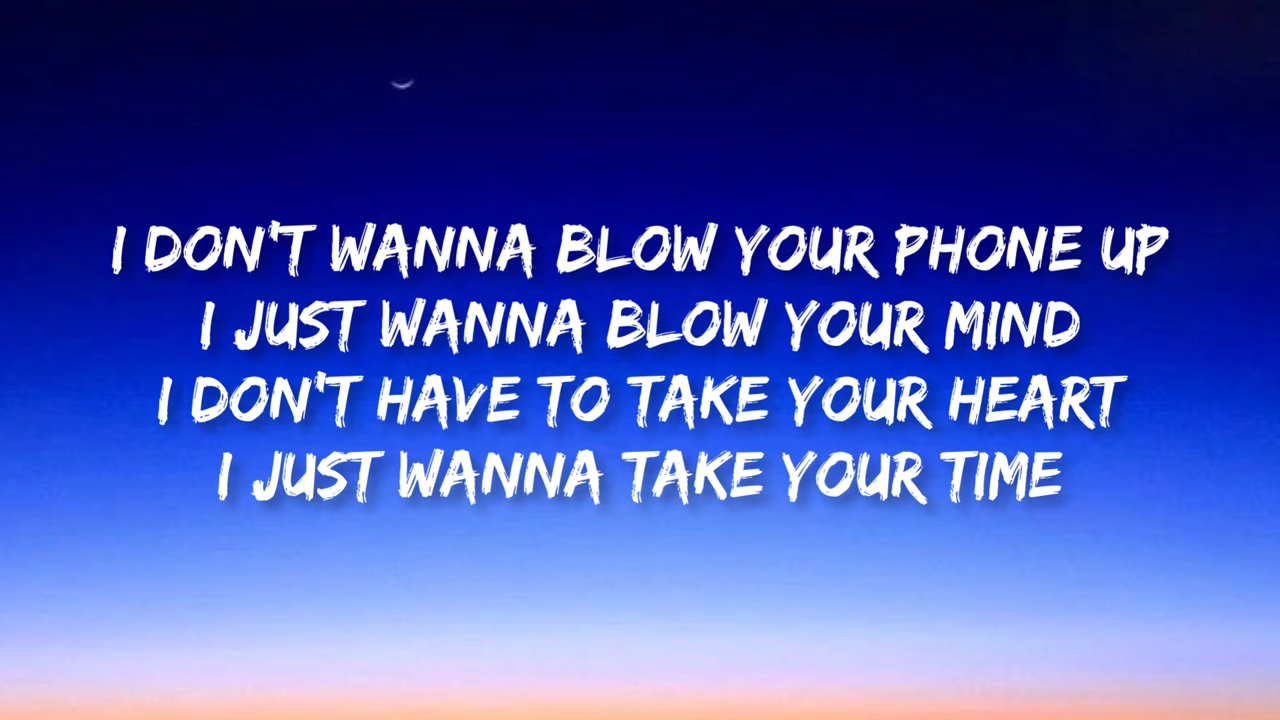 I DON'T WANNA BLOW YOUR PHONE UP
I JUST WANNA BLOW YOUR MIND
I DON'T HAVE TO TAKE YOUR HEART
I JUST WANNA TAKE YOUR TIME